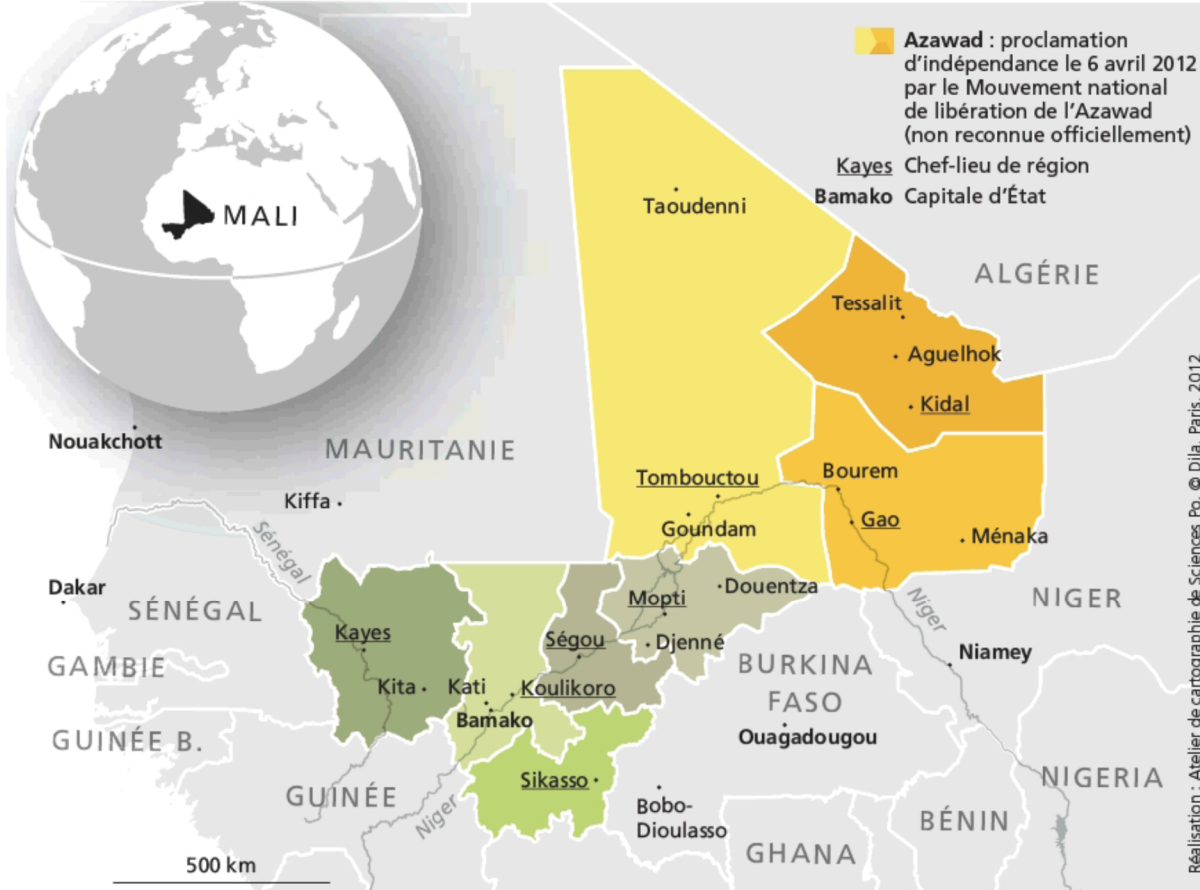 Azawad : proclamation
d'indépendance le 6 avril 2012
par le Mouvement national
de libération de l'Azawad
(non reconnue officiellement)
Kayes Chef-lieu de région
Bamako Capitale d'État
MALI
Taoudenni
ALGÉRIE
Tessalit
Aguelhok
Kidal
Nouakchott
MAURITANIE
Kiffa
Tombouctou
Bourem
Goundam
Gao
Ménaka
Sénégal
Dakar
SÉNÉGAL
Mopti
Douentza
NIGER
Niger
Kayes
Ségou
Djenné
Niamey
GAMBIE
BURKINA
FASO
Kita
Kati
Koulikoro
Bamako
GUINÉE B.
Ouagadougou
Sikasso
NIGERIA
GUINÉE
Niger
Bobo-
Dioulasso
BÉNIN
GHANA
500 km
Réalisation : Atelier de cartographie de Sciences Po. © Dila, Paris, 2012